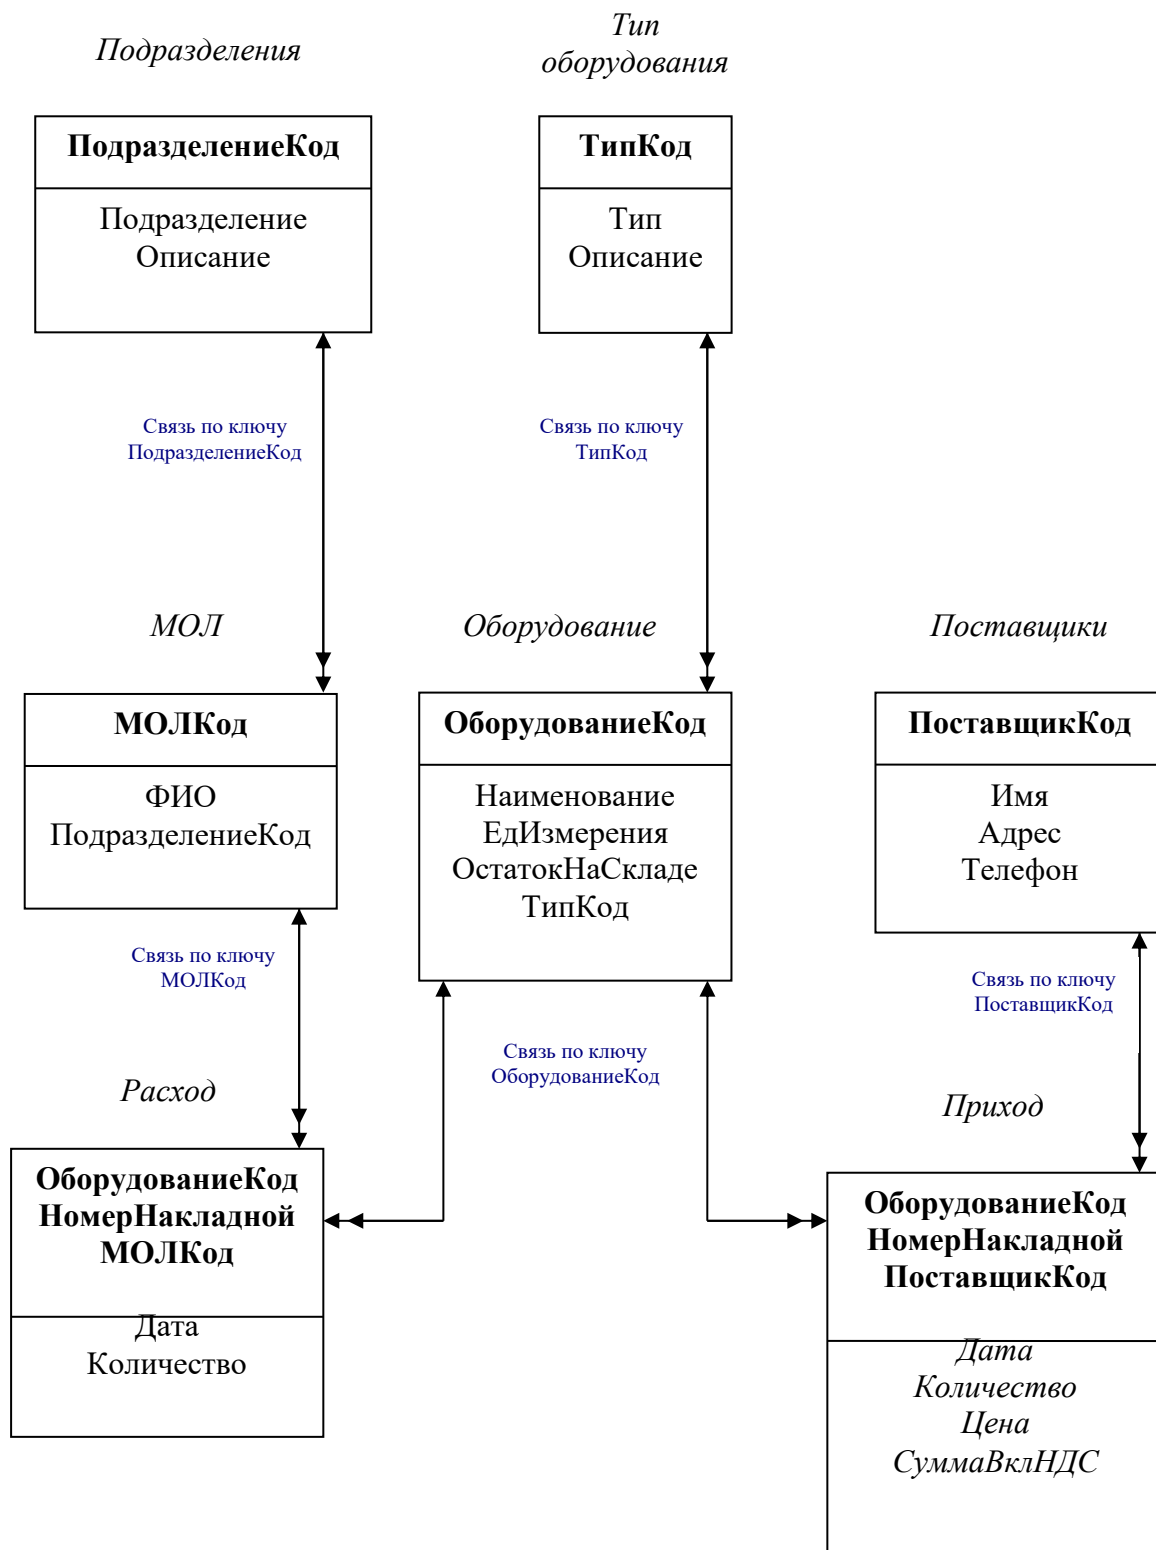 Подразделения
Тип
оборудования
ПодразделениеКод
Подразделение
Описание
ТипКод
Тип
Описание
Связь по ключу
ПодразделениеКод
Связь по ключу
ТипКод
МОЛ
Оборудование
Поставщики
МОЛКод
ФИО
ПодразделениеКод
ОборудованиеКод
Наименование
ЕдИзмерения
ОстатокНаСкладе
ТипКод
ПоставщикКод
Имя
Адрес
Телефон
Связь по ключу
МОЛКод
Связь по ключу
ОборудованиеКод
Связь по ключу
ПоставщикКод
Расход
Приход
ОборудованиеКод
НомерНакладной
МОЛКод
Дата
Количество
ОборудованиеКод
НомерНакладной
ПоставщикКод
Дата
Количество
Цена
СуммаВклНДС